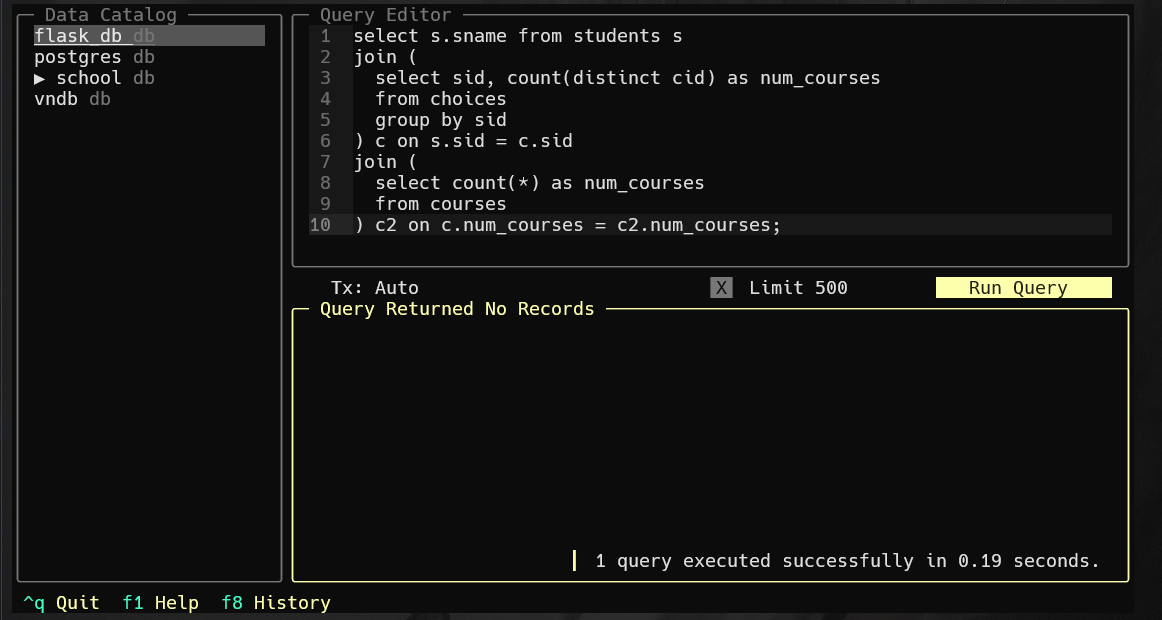 Data Catalog
flask_db db
postgres db
▶ school db
vndb db
Query Editor
1 select s.sname from students s
2 join (
3 select sid, count(distinct cid) as num_courses
4 from choices
5 group by sid
6 ) c on s.sid = c.sid
7 join (
8 select count(*) as num_courses
9 from courses
10 ) c2 on c.num_courses = c2.num_courses;
Tx: Auto X Limit 500 Run Query
Query Returned No Records
1 query executed successfully in 0.19 seconds.
^q Quit f1 Help f8 History